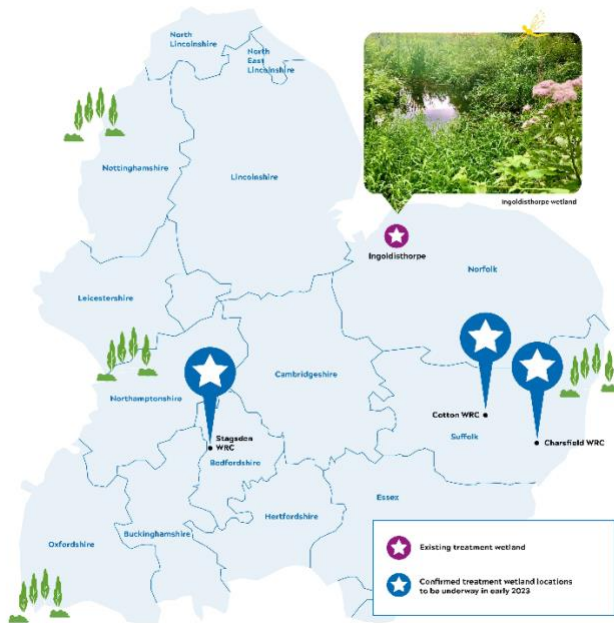 North
Lincolnshire
North
East
Lincolnshire
Nottinghamshire
Lincolnshire
Ingoldisthorpe wetland
Ingoldisthorpe
Norfolk
Leicestershire
Cambridgeshire
Northamptonshire
Cotton WRC
Stagsden
WRC
Suffolk
Charsfield WRC
Bedfordshire
Essex
Buckinghamshire
Hertfordshire
Oxfordshire
Existing treatment wetland
Confirmed treatment wetland locations
to be underway in early 2023